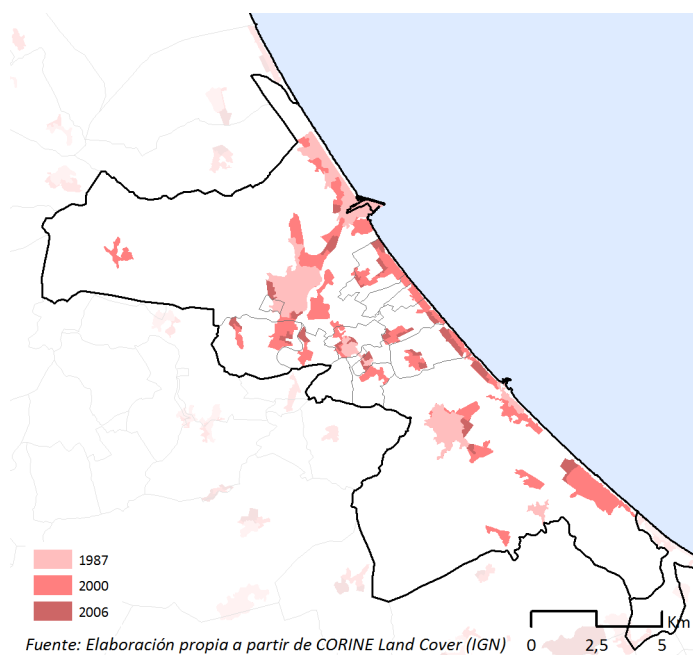 1987
2000
2006
Km
0 2,5 5
Fuente: Elaboración propia a partir de CORINE Land Cover (IGN)